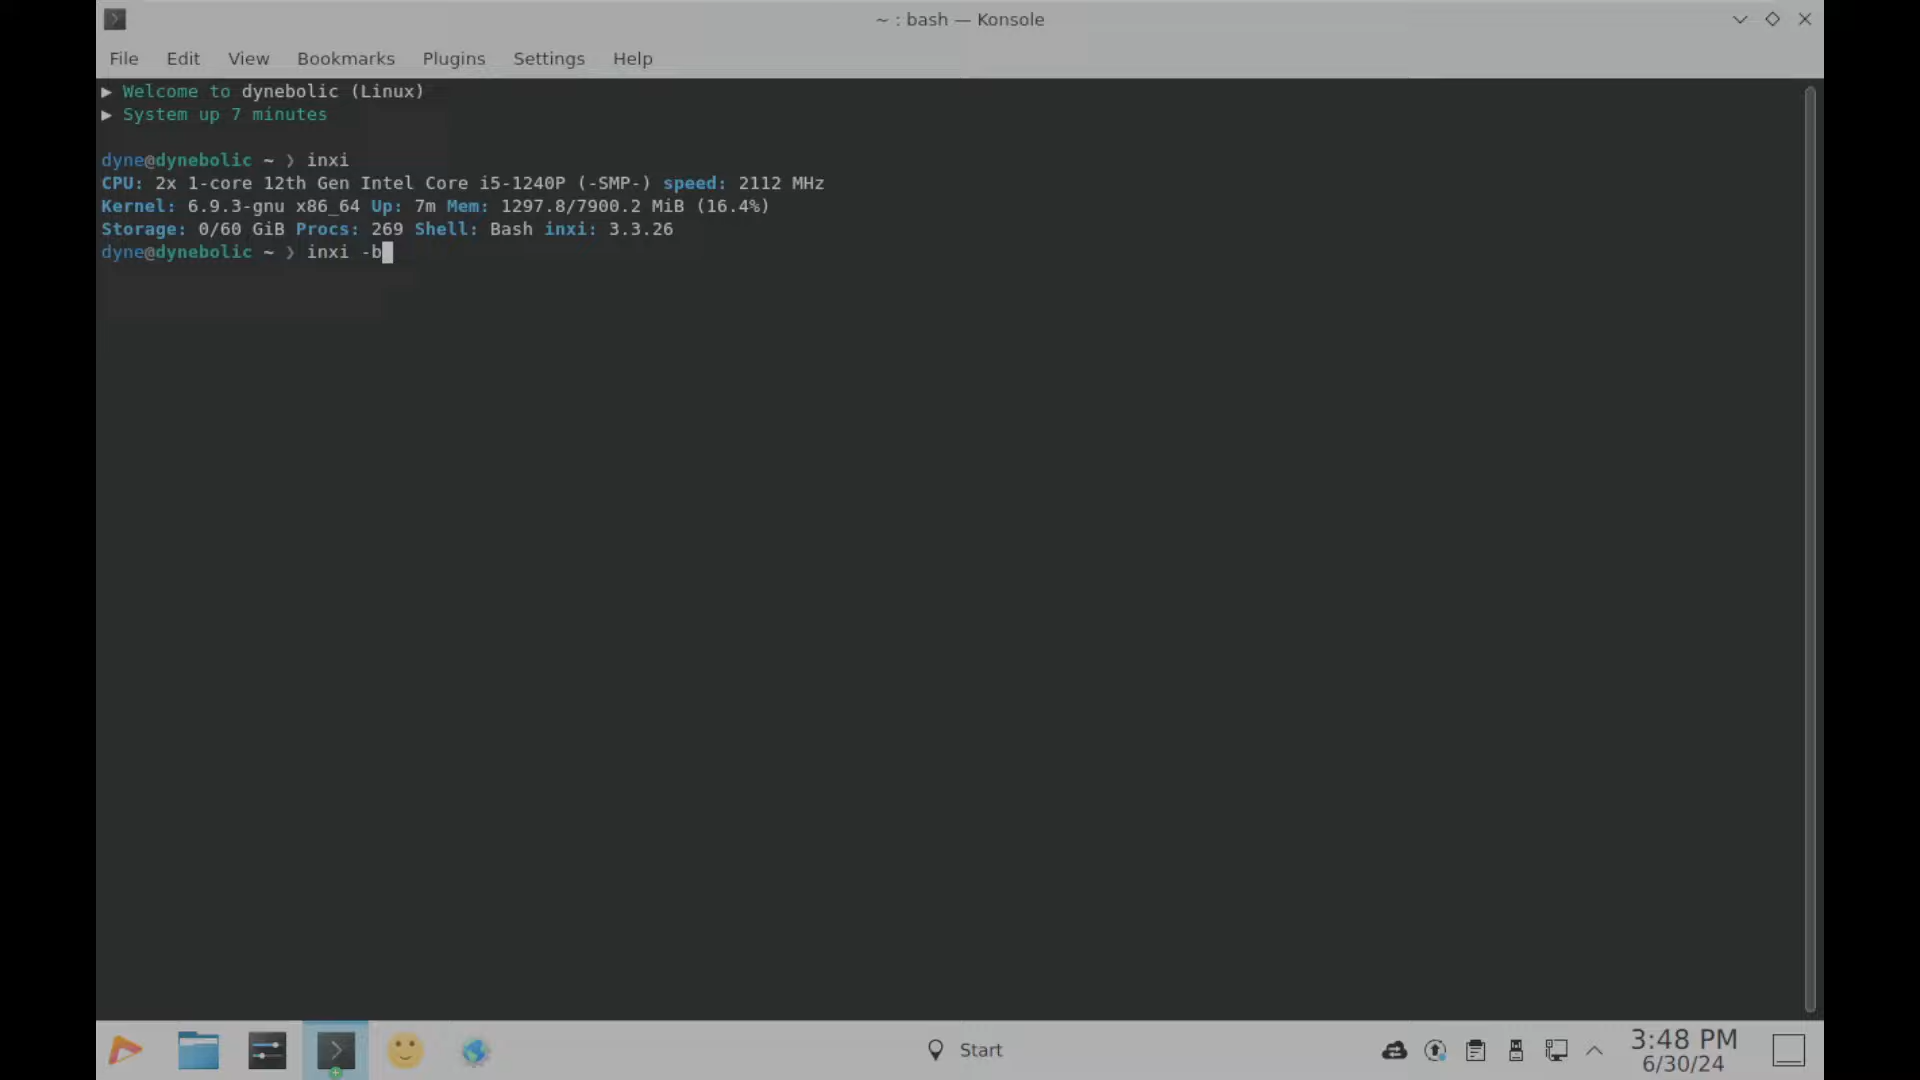 ~ : bash — Konsole
File Edit View Bookmarks Plugins Settings Help
▶ Welcome to dynebolic (Linux)
▶ System up 7 minutes
dyne@dynebolic ~ ❯ inxi
CPU: 2x 1-core 12th Gen Intel Core i5-1240P (-SMP-) speed: 2112 MHz
Kernel: 6.9.3-gnu x86_64 Up: 7m Mem: 1297.8/7900.2 MiB (16.4%)
Storage: 0/60 GiB Procs: 269 Shell: Bash inxi: 3.3.26
dyne@dynebolic ~ ❯ inxi -b
Start
3:48 PM
6/30/24